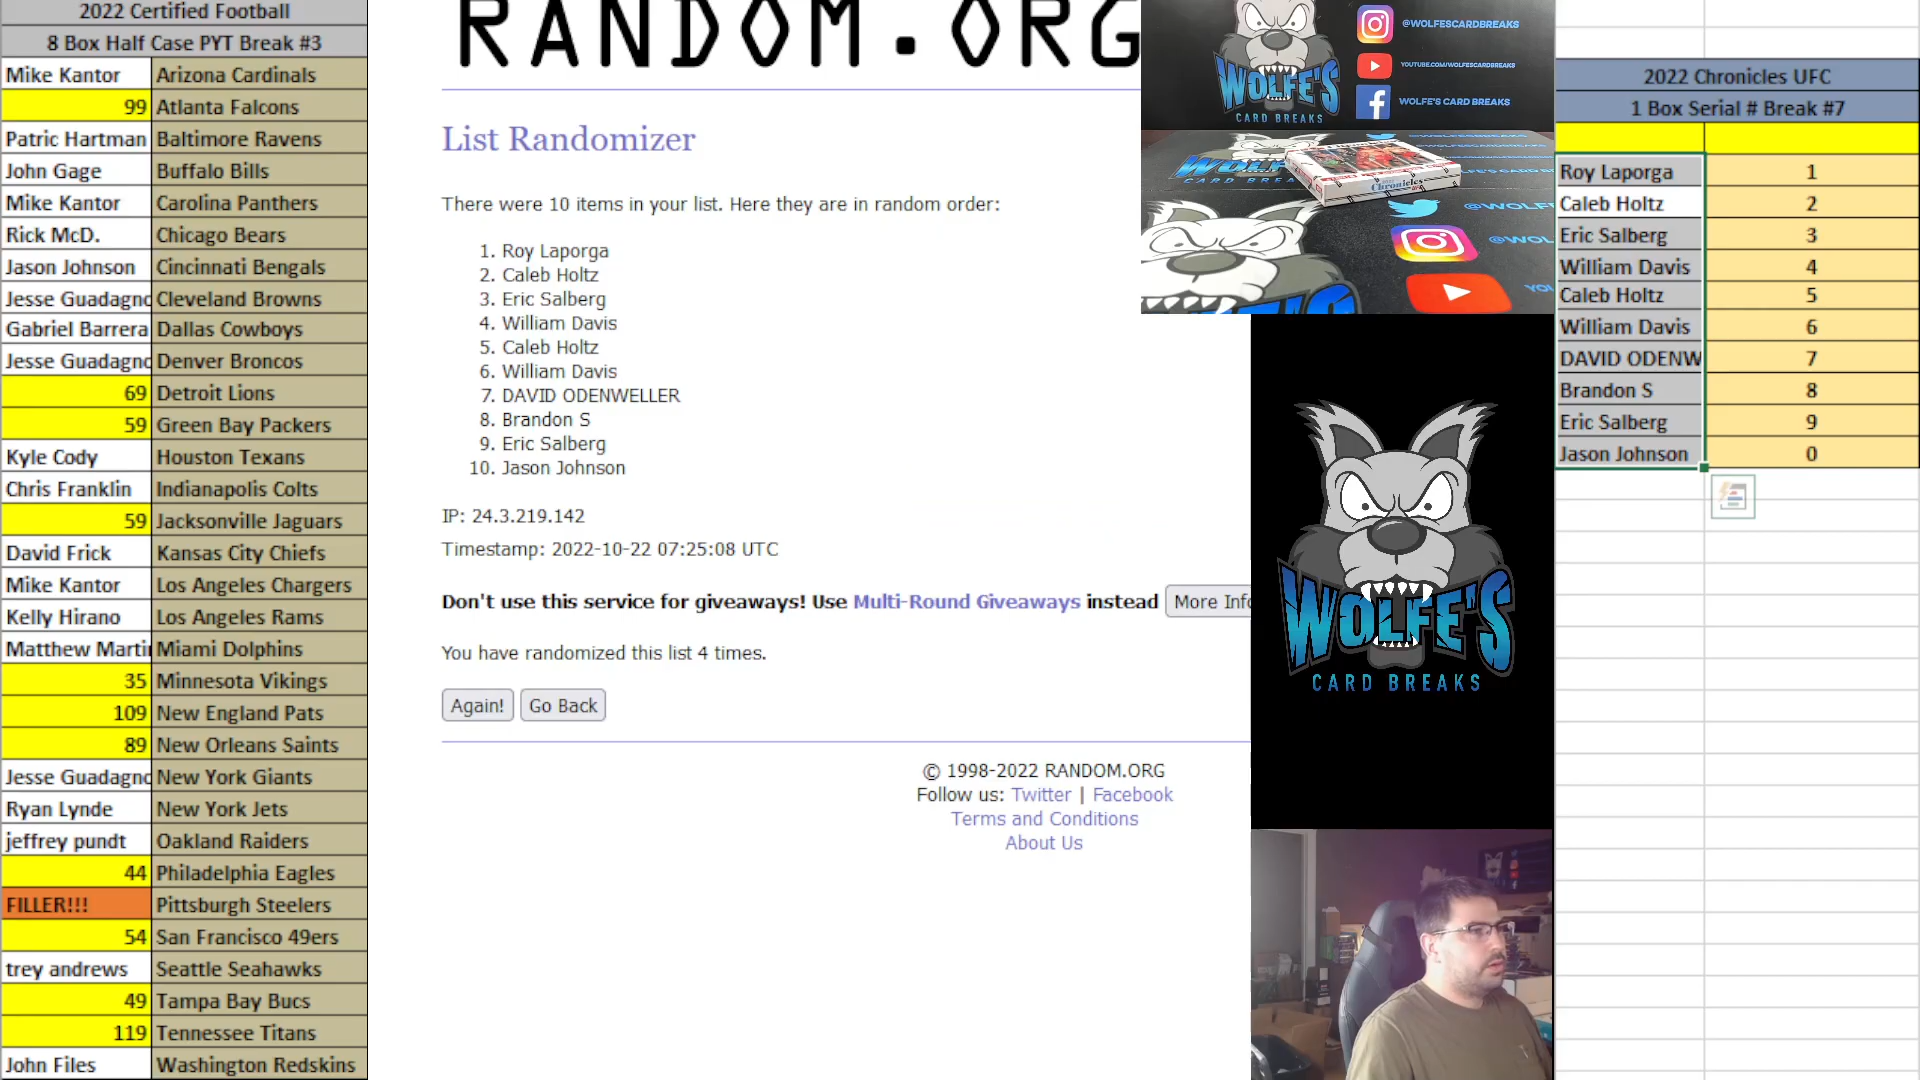 2022 Certified Football
8 Box Half Case PYT Break #3
Mike Kantor Arizona Cardinals
99 Atlanta Falcons
Patric Hartman Baltimore Ravens
John Gage Buffalo Bills
Mike Kantor Carolina Panthers
Rick McD. Chicago Bears
Jason Johnson Cincinnati Bengals
Jesse Guadagno Cleveland Browns
Gabriel Barrera Dallas Cowboys
Jesse Guadagno Denver Broncos
69 Detroit Lions
59 Green Bay Packers
Kyle Cody Houston Texans
Chris Franklin Indianapolis Colts
59 Jacksonville Jaguars
David Frick Kansas City Chiefs
Mike Kantor Los Angeles Chargers
Kelly Hirano Los Angeles Rams
Matthew Marti Miami Dolphins
35 Minnesota Vikings
109 New England Pats
89 New Orleans Saints
Jesse Guadagno New York Giants
Ryan Lynde New York Jets
jeffrey pundt Oakland Raiders
44 Philadelphia Eagles
FILLER!!! Pittsburgh Steelers
54 San Francisco 49ers
trey andrews Seattle Seahawks
49 Tampa Bay Bucs
119 Tennessee Titans
John Files Washington Redskins
RANDOM.ORG
List Randomizer
There were 10 items in your list. Here they are in random order:
1. Roy Laporga
2. Caleb Holtz
3. Eric Salberg
4. William Davis
5. Caleb Holtz
6. William Davis
7. DAVID ODENWELLER
8. Brandon S
9. Eric Salberg
10. Jason Johnson
IP: 24.3.219.142
Timestamp: 2022-10-22 07:25:08 UTC
Don't use this service for giveaways! Use Multi-Round Giveaways instead More Info
You have randomized this list 4 times.
Again! Go Back
© 1998-2022 RANDOM.ORG
Follow us: Twitter | Facebook
Terms and Conditions
About Us
WOLFE'S
CARD BREAKS
@WOLFESCARDBREAKS
YOUTUBE.COM/WOLFESCARDBREAKS
WOLFE'S CARD BREAKS
Chronicles
@WOLF
@WOL
YOU
WOLFE'S
CARD BREAKS
2022 Chronicles UFC
1 Box Serial # Break #7
Roy Laporga 1
Caleb Holtz 2
Eric Salberg 3
William Davis 4
Caleb Holtz 5
William Davis 6
DAVID ODENW 7
Brandon S 8
Eric Salberg 9
Jason Johnson 0